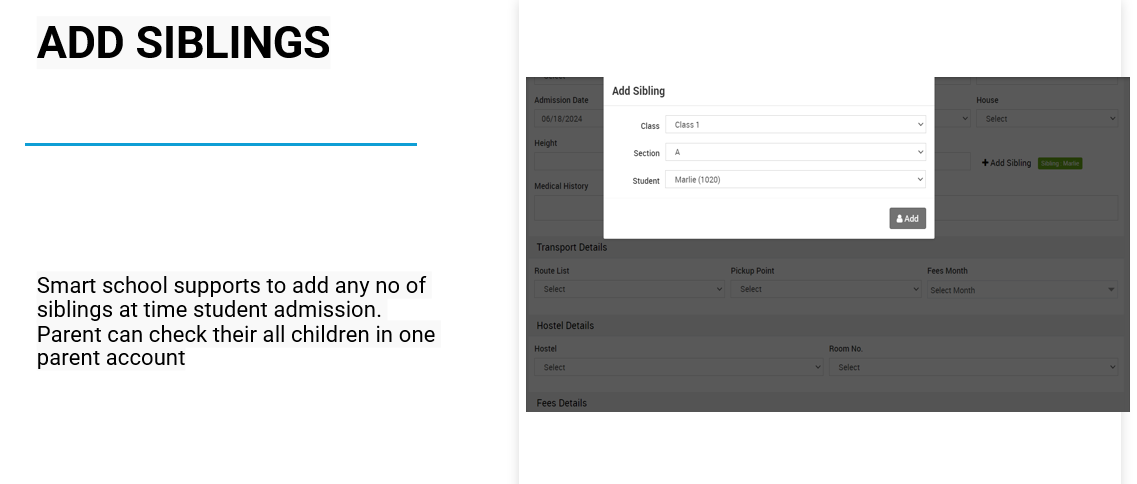 ADD SIBLINGS
Smart school supports to add any no of
siblings at time student admission.
Parent can check their all children in one
parent account
Add Sibling
Admission Date
House
06/18/2024
Select
Class
Class 1
Height
Section
A
+ Add Sibling
Sibling: Marlie
Student
Marlie (1020)
Medical History
Add
Transport Details
Route List
Pickup Point
Fees Month
Select
Select
Select Month
Hostel Details
Hostel
Room No.
Select
Select
Fees Details